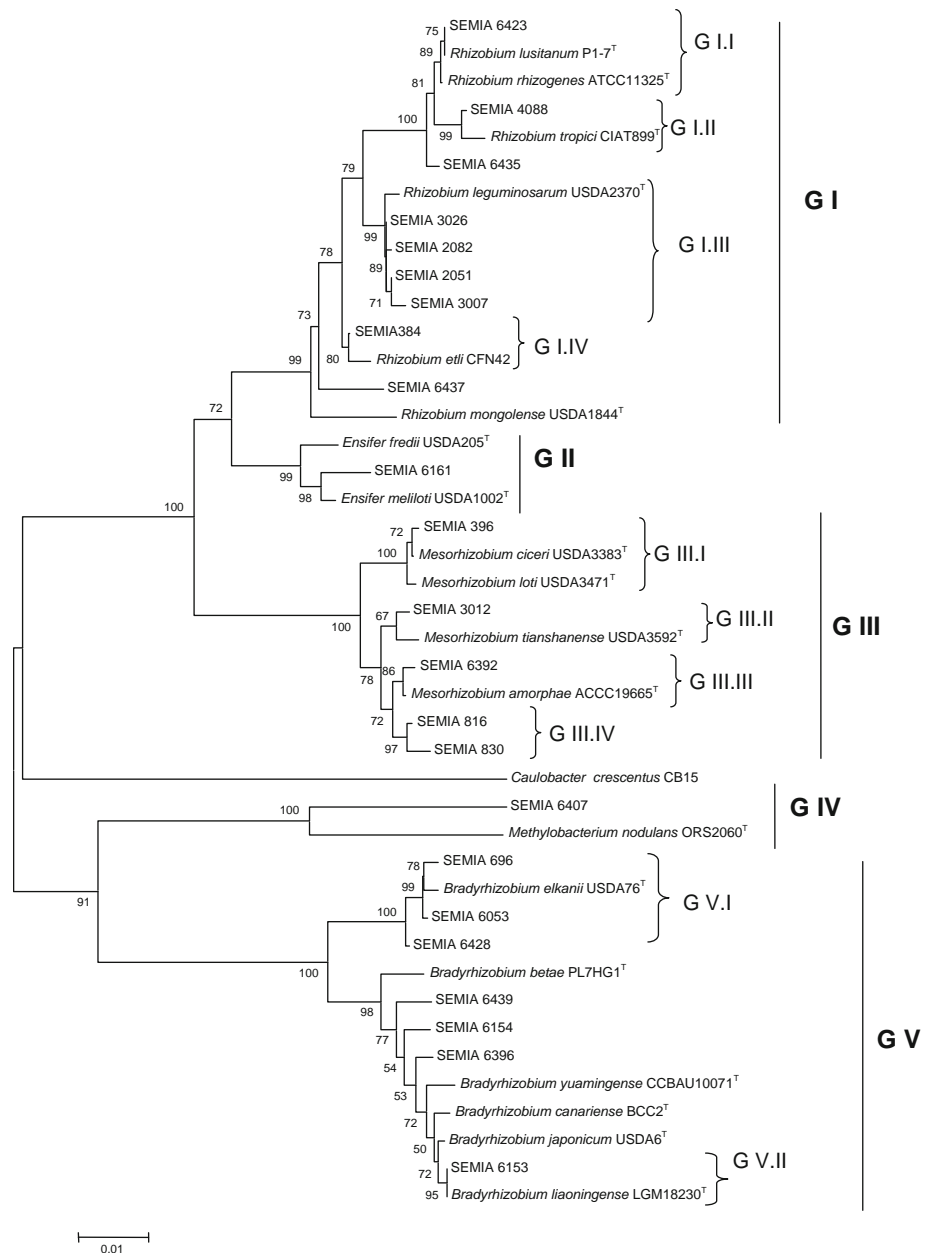 75
SEMIA 6423
89
Rhizobium lusitanum P1-7T
Rhizobium rhizogenes ATCC11325T
G I.I
81
SEMIA 4088
100
99
Rhizobium tropici CIAT899T
G I.II
SEMIA 6435
79
Rhizobium leguminosarum USDA2370T
G I
SEMIA 3026
99
SEMIA 2082
G I.III
78
89
SEMIA 2051
71
SEMIA 3007
73
SEMIA384
G I.IV
99
80
Rhizobium etli CFN42
SEMIA 6437
72
Rhizobium mongolense USDA1844T
Ensifer fredii USDA205T
G II
99
SEMIA 6161
98
Ensifer meliloti USDA1002T
100
72
SEMIA 396
100
Mesorhizobium ciceri USDA3383T
G III.I
Mesorhizobium loti USDA3471T
67
SEMIA 3012
G III.II
100
Mesorhizobium tianshanense USDA3592T
G III
78
86
SEMIA 6392
G III.III
Mesorhizobium amorphae ACCC19665T
72
SEMIA 816
G III.IV
97
SEMIA 830
Caulobacter crescentus CB15
100
SEMIA 6407
G IV
Methylobacterium nodulans ORS2060T
91
78
SEMIA 696
99
Bradyrhizobium elkanii USDA76T
G V.I
100
SEMIA 6053
SEMIA 6428
100
Bradyrhizobium betae PL7HG1T
98
SEMIA 6439
77
SEMIA 6154
G V
54
SEMIA 6396
53
Bradyrhizobium yuamingense CCBAU10071T
72
Bradyrhizobium canariense BCC2T
50
Bradyrhizobium japonicum USDA6T
72
SEMIA 6153
G V.II
95
Bradyrhizobium liaoningense LGM18230T
0.01